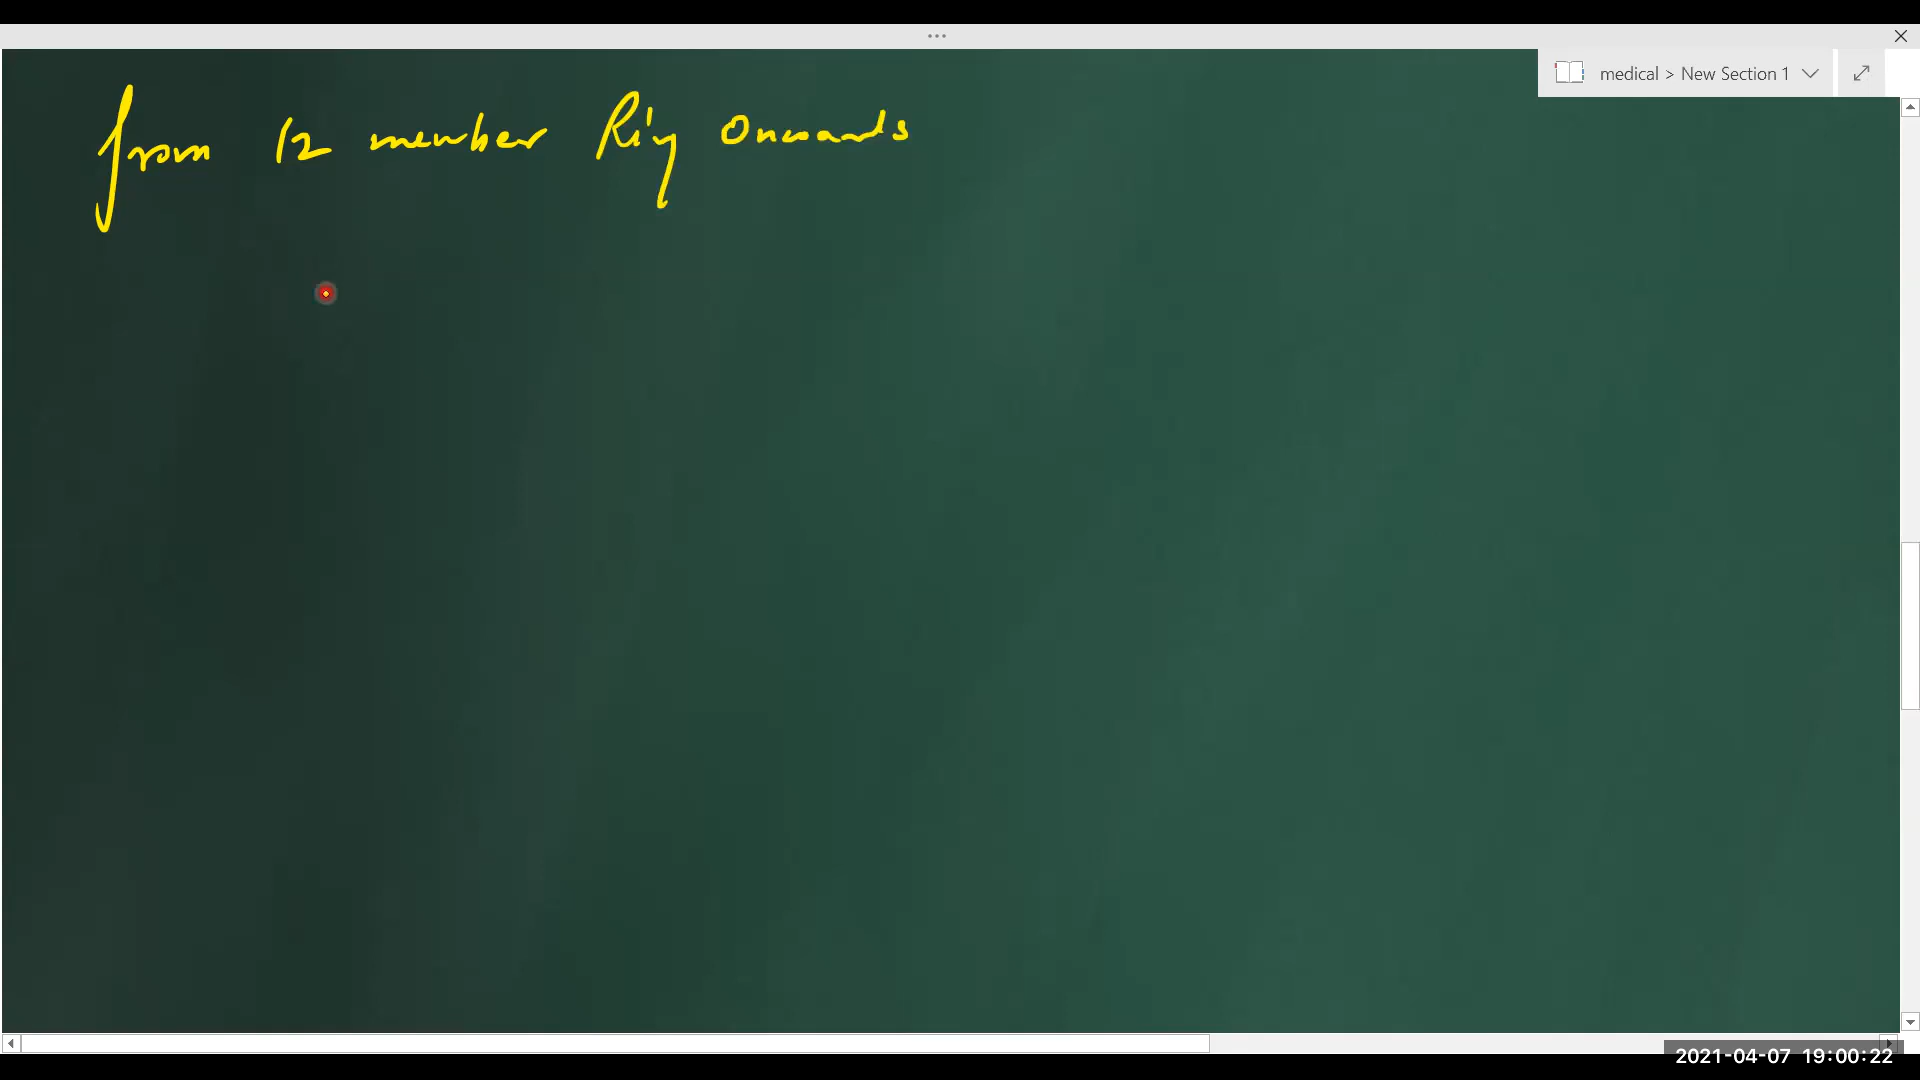 medical > New Section 1
from 12 member Ring Onwards
2021-04-07 19:00:22